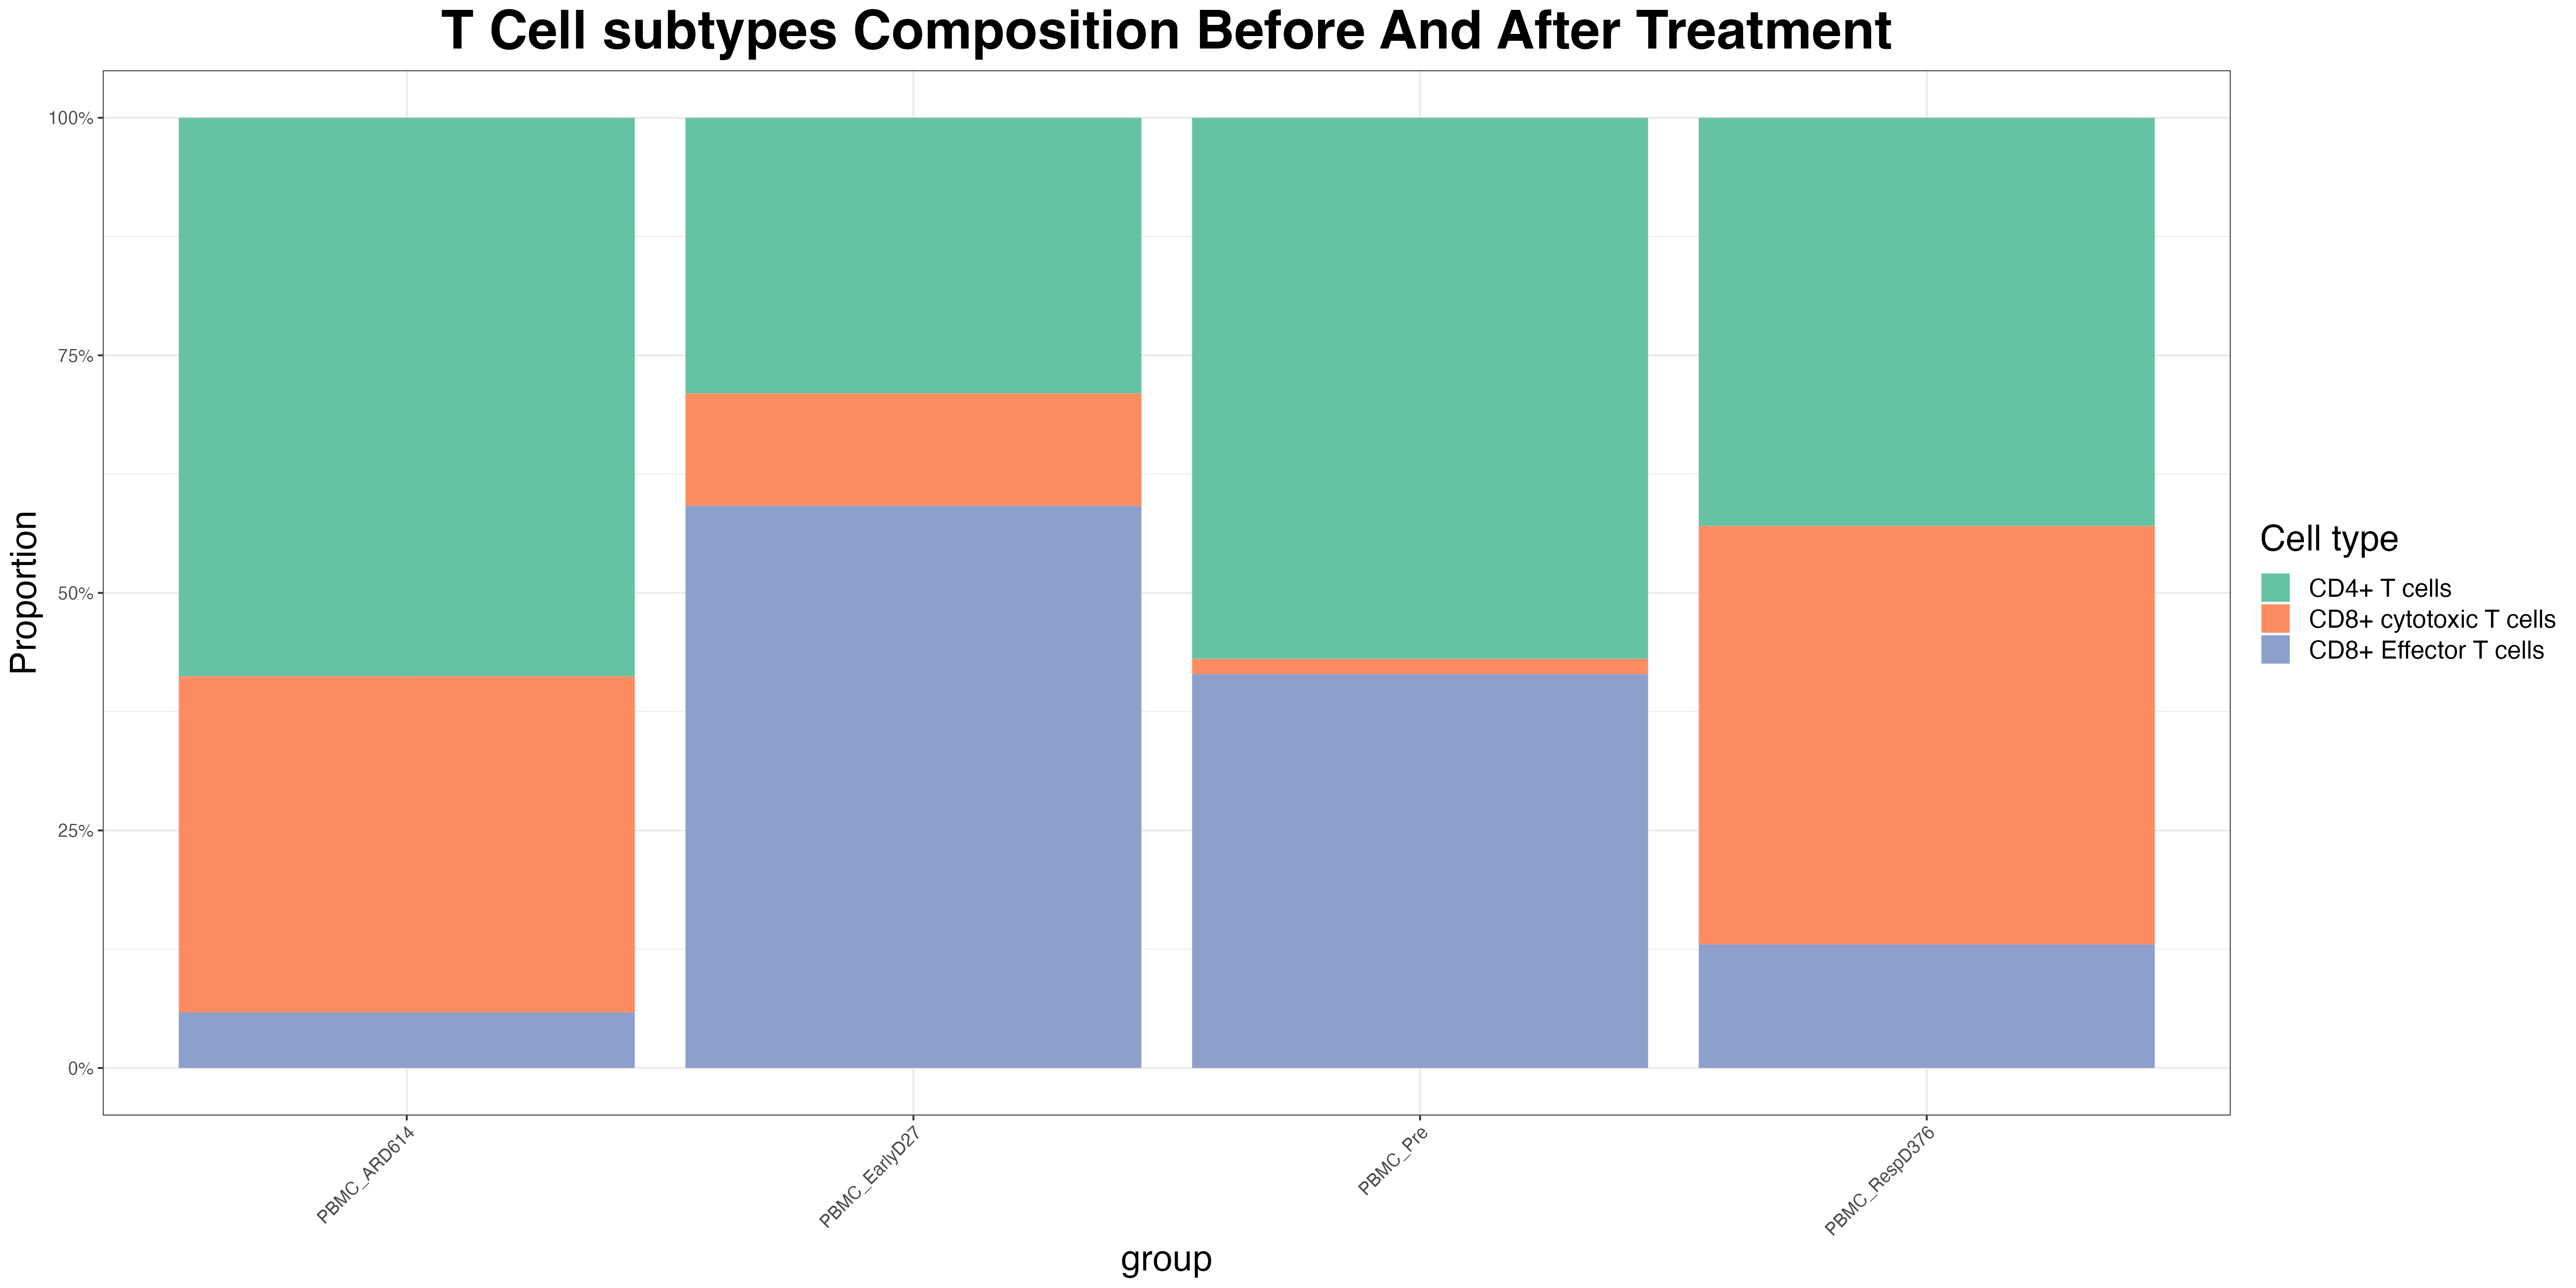 T Cell subtypes Composition Before And After Treatment
100%
75%
50%
25%
0%
Proportion
PBMC_ARD614
PBMC_EarlyD27
PBMC_Pre
PBMC_RespD376
group
Cell type
CD4+ T cells
CD8+ cytotoxic T cells
CD8+ Effector T cells